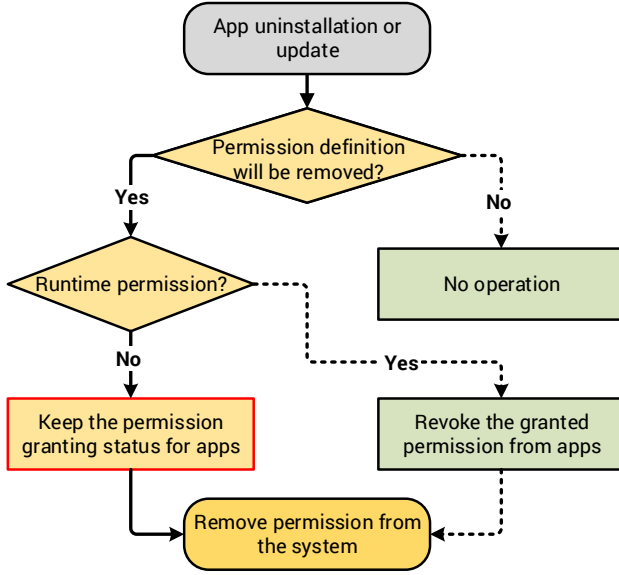 App uninstallation or
update
Permission definition
will be removed?
Yes
No
Runtime permission?
No operation
No
Yes
Keep the permission
granting status for apps
Revoke the granted
permission from apps
Remove permission from
the system